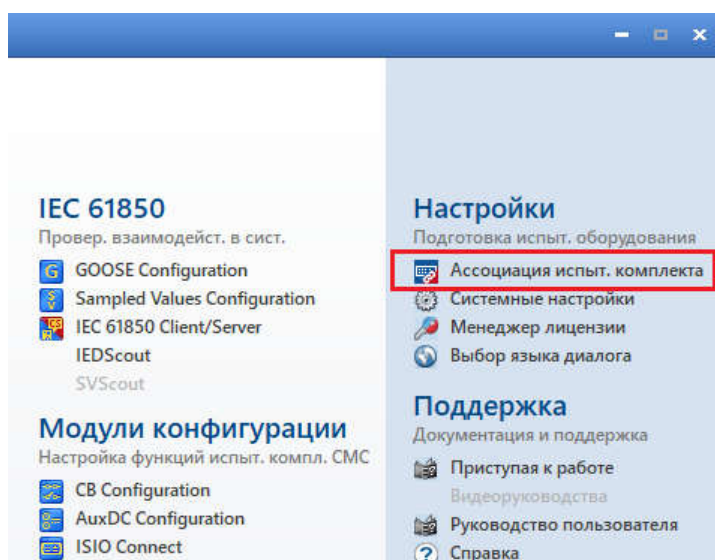 IEC 61850
Провер. взаимодейст. в сист.
GOOSE Configuration
Sampled Values Configuration
IEC 61850 Client/Server
IEDScout
SVScout
Модули конфигурации
Настройка функций испыт. компл. CMC
CB Configuration
AuxDC Configuration
ISIO Connect
Настройки
Подготовка испыт. оборудования
Ассоциация испыт. комплекта
Системные настройки
Менеджер лицензии
Выбор языка диалога
Поддержка
Документация и поддержка
Приступая к работе
Видеоруководства
Руководство пользователя
Справка